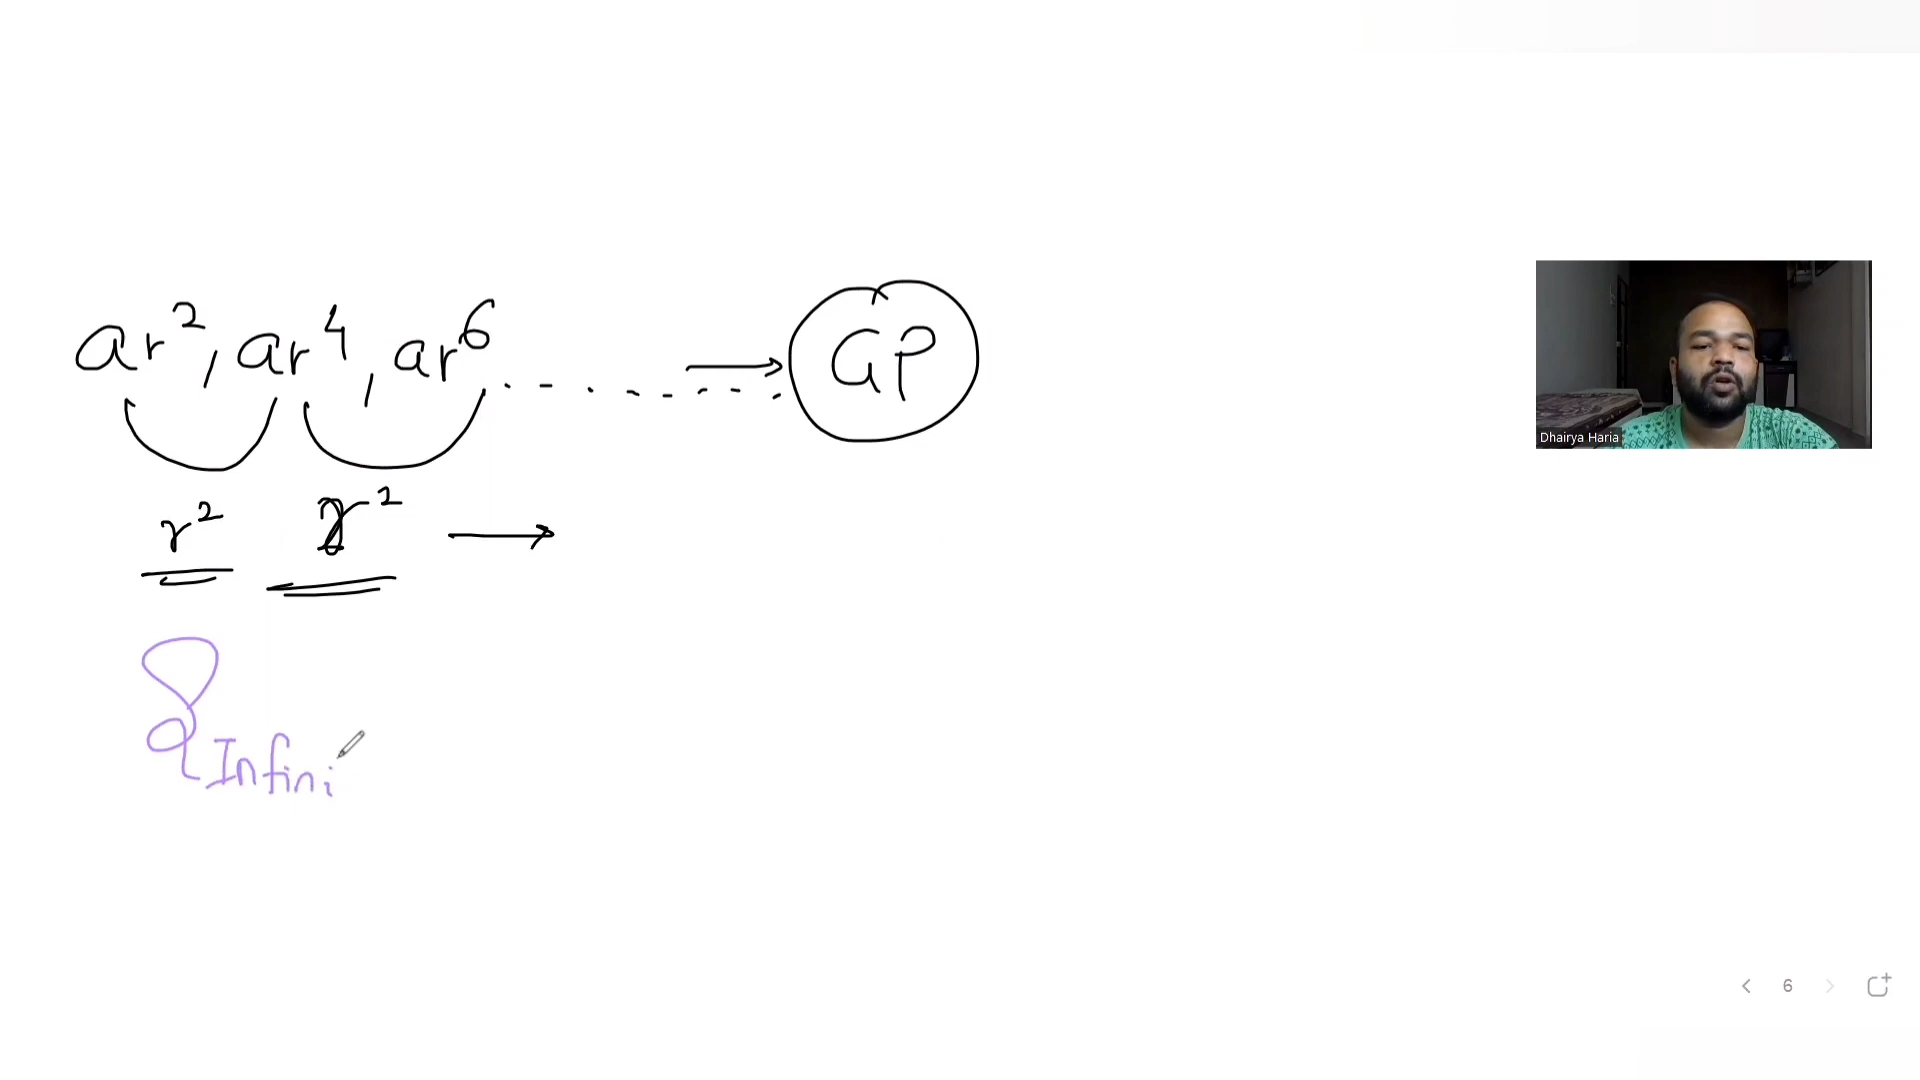 ar², ar⁴, ar⁶ . - . - . - - . → GP
r² r² →
S Infini
Dhairya Haria
6